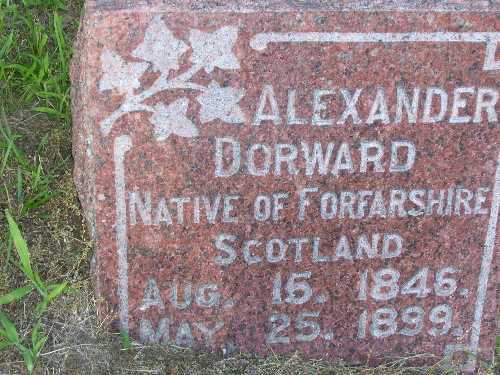 ALEXANDER
DORWARD
NATIVE OF FORFARSHIRE
SCOTLAND
AUG. 15. 1846.
MAY 25. 1899.